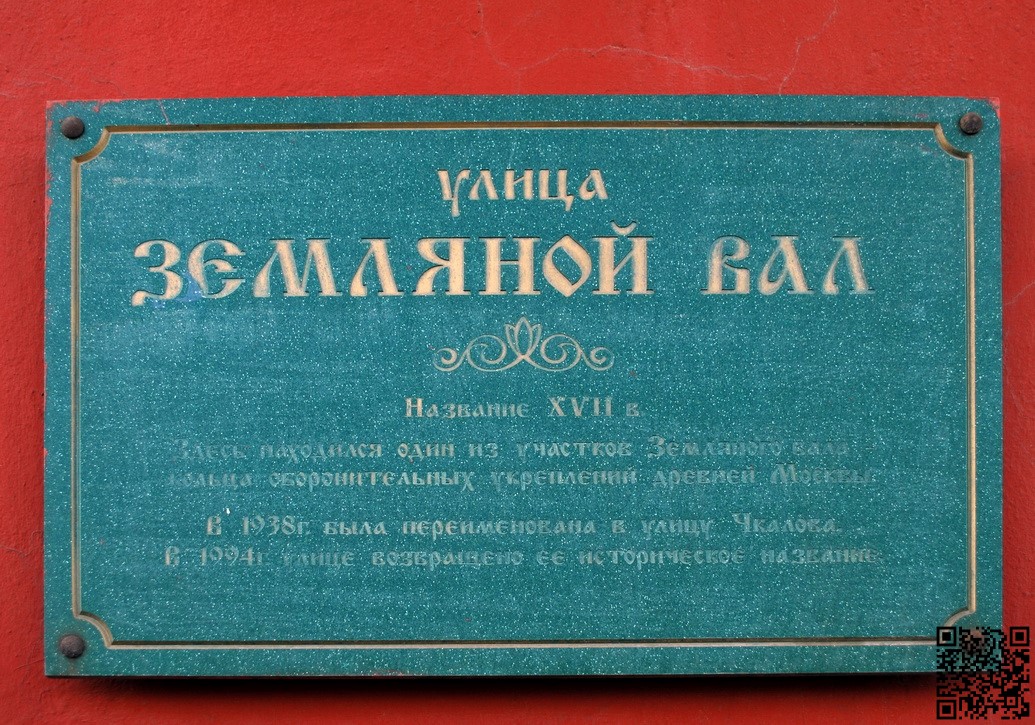 улица
ЗЕМЛЯНОЙ ВАЛ
Название XVII в.
Здесь находился один из участков Земляного вала
кольца оборонительных укреплений древней Москвы.
В 1938г. была переименована в улицу Чкалова.
В 1994г. улице возвращено ее историческое название.